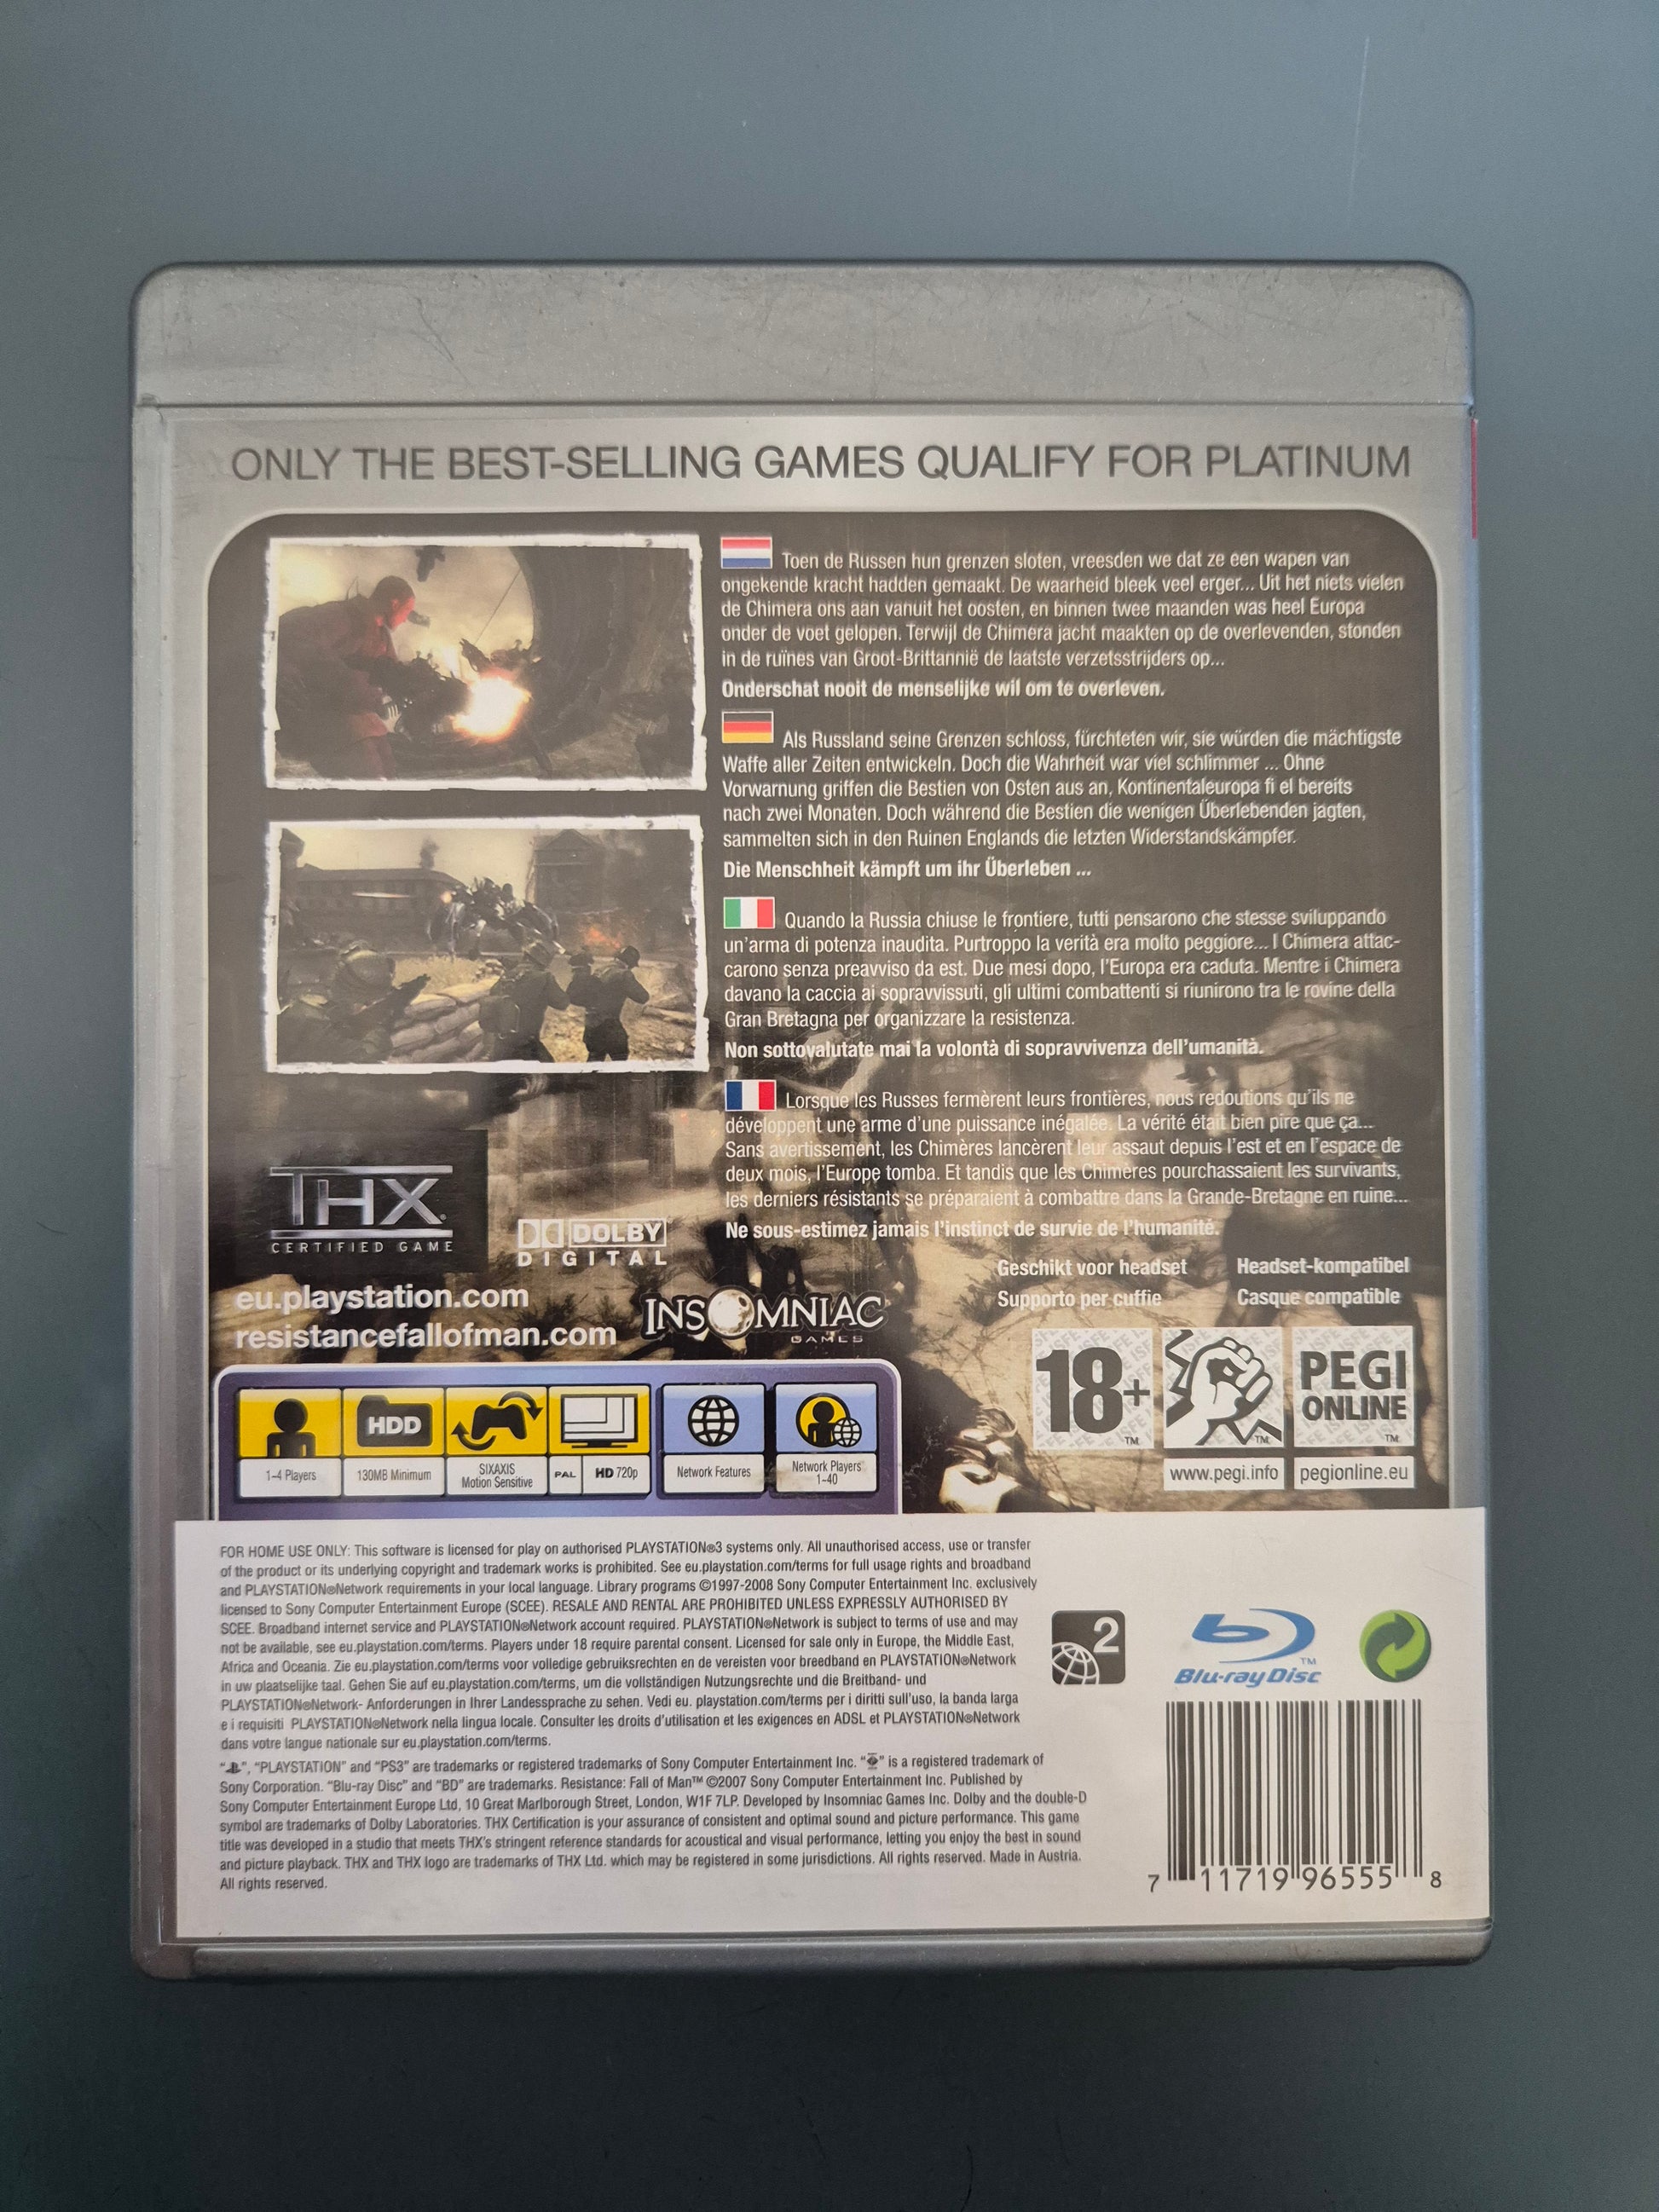 ONLY THE BEST-SELLING GAMES QUALIFY FOR PLATINUM
Toen de Russen hun grenzen sloten, vreesden we dat ze een wapen van
ongekende kracht hadden gemaakt. De waarheid bleek veel erger... Uit het niets vielen
de Chimera ons aan vanuit het oosten, en binnen twee maanden was heel Europa
onder de voet gelopen. Terwijl de Chimera jacht maakten op de overlevenden, stonden
in de ruïnes van Groot-Brittannië de laatste verzetsstrijders op...
Onderschat nooit de menselijke wil om te overleven.
Als Russland seine Grenzen schloss, fürchteten wir, sie würden die mächtigste
Waffe aller Zeiten entwickeln. Doch die Wahrheit war viel schlimmer ... Ohne
Vorwarnung griffen die Bestien von Osten aus an, Kontinentaleuropa fi el bereits
nach zwei Monaten. Doch während die Bestien die wenigen Überlebenden jagten,
sammelten sich in den Ruinen Englands die letzten Widerstandskämpfer.
Die Menschheit kämpft um ihr Überleben ...
Quando la Russia chiuse le frontiere, tutti pensarono che stesse sviluppando
un'arma di potenza inaudita. Purtroppo la verità era molto peggiore... I Chimera attac-
carono senza preavviso da est. Due mesi dopo, l'Europa era caduta. Mentre i Chimera
davano la caccia ai sopravvissuti, gli ultimi combattenti si riunirono tra le rovine della
Gran Bretagna per organizzare la resistenza.
Non sottovalutate mai la volontà di sopravvivenza dell'umanità.
Lorsque les Russes fermèrent leurs frontières, nous redoutions qu'ils ne
développent une arme d'une puissance inégalée. La vérité était bien pire que ça...
Sans avertissement, les Chimères lancèrent leur assaut depuis l'est et en l'espace de
deux mois, l'Europe tomba. Et tandis que les Chimères pourchassaient les survivants,
les derniers résistants se préparaient à combattre dans la Grande-Bretagne en ruine...
Ne sous-estimez jamais l'instinct de survie de l'humanité.
THX
CERTIFIED GAME
DOLBY
DIGITAL
eu.playstation.com
resistancefallofman.com
INSOMNIAC
GAMES
Geschikt voor headset Headset-kompatibel
Supporto per cuffie Casque compatible
18+ ™
™
PEGI
ONLINE
™
www.pegi.info pegionline.eu
HDD
1-4 Players
130MB Minimum
SIXAXIS
Motion Sensitive
PAL
HD 720p
Network Features
Network Players
1-40
FOR HOME USE ONLY: This software is licensed for play on authorised PLAYSTATION®3 systems only. All unauthorised access, use or transfer
of the product or its underlying copyright and trademark works is prohibited. See eu.playstation.com/terms for full usage rights and broadband
and PLAYSTATION®Network requirements in your local language. Library programs ©1997-2008 Sony Computer Entertainment Inc. exclusively
licensed to Sony Computer Entertainment Europe (SCEE). RESALE AND RENTAL ARE PROHIBITED UNLESS EXPRESSLY AUTHORISED BY
SCEE. Broadband internet service and PLAYSTATION®Network account required. PLAYSTATION®Network is subject to terms of use and may
not be available, see eu.playstation.com/terms. Players under 18 require parental consent. Licensed for sale only in Europe, the Middle East,
Africa and Oceania. Zie eu.playstation.com/terms voor volledige gebruiksrechten en de vereisten voor breedband en PLAYSTATION®Network
in uw plaatselijke taal. Gehen Sie auf eu.playstation.com/terms, um die vollständigen Nutzungsrechte und die Breitband- und
PLAYSTATION®Network- Anforderungen in Ihrer Landessprache zu sehen. Vedi eu. playstation.com/terms per i diritti sull'uso, la banda larga
e i requisiti PLAYSTATION®Network nella lingua locale. Consulter les droits d'utilisation et les exigences en ADSL et PLAYSTATION®Network
dans votre langue nationale sur eu.playstation.com/terms.
"", "PLAYSTATION" and "PS3" are trademarks or registered trademarks of Sony Computer Entertainment Inc. "" is a registered trademark of
Sony Corporation. "Blu-ray Disc" and "BD" are trademarks. Resistance: Fall of Man™ ©2007 Sony Computer Entertainment Inc. Published by
Sony Computer Entertainment Europe Ltd, 10 Great Marlborough Street, London, W1F 7LP. Developed by Insomniac Games Inc. Dolby and the double-D
symbol are trademarks of Dolby Laboratories. THX Certification is your assurance of consistent and optimal sound and picture performance. This game
title was developed in a studio that meets THX's stringent reference standards for acoustical and visual performance, letting you enjoy the best in sound
and picture playback. THX and THX logo are trademarks of THX Ltd. which may be registered in some jurisdictions. All rights reserved. Made in Austria.
All rights reserved.
2
Blu-ray Disc ™
7 11719 96555 8